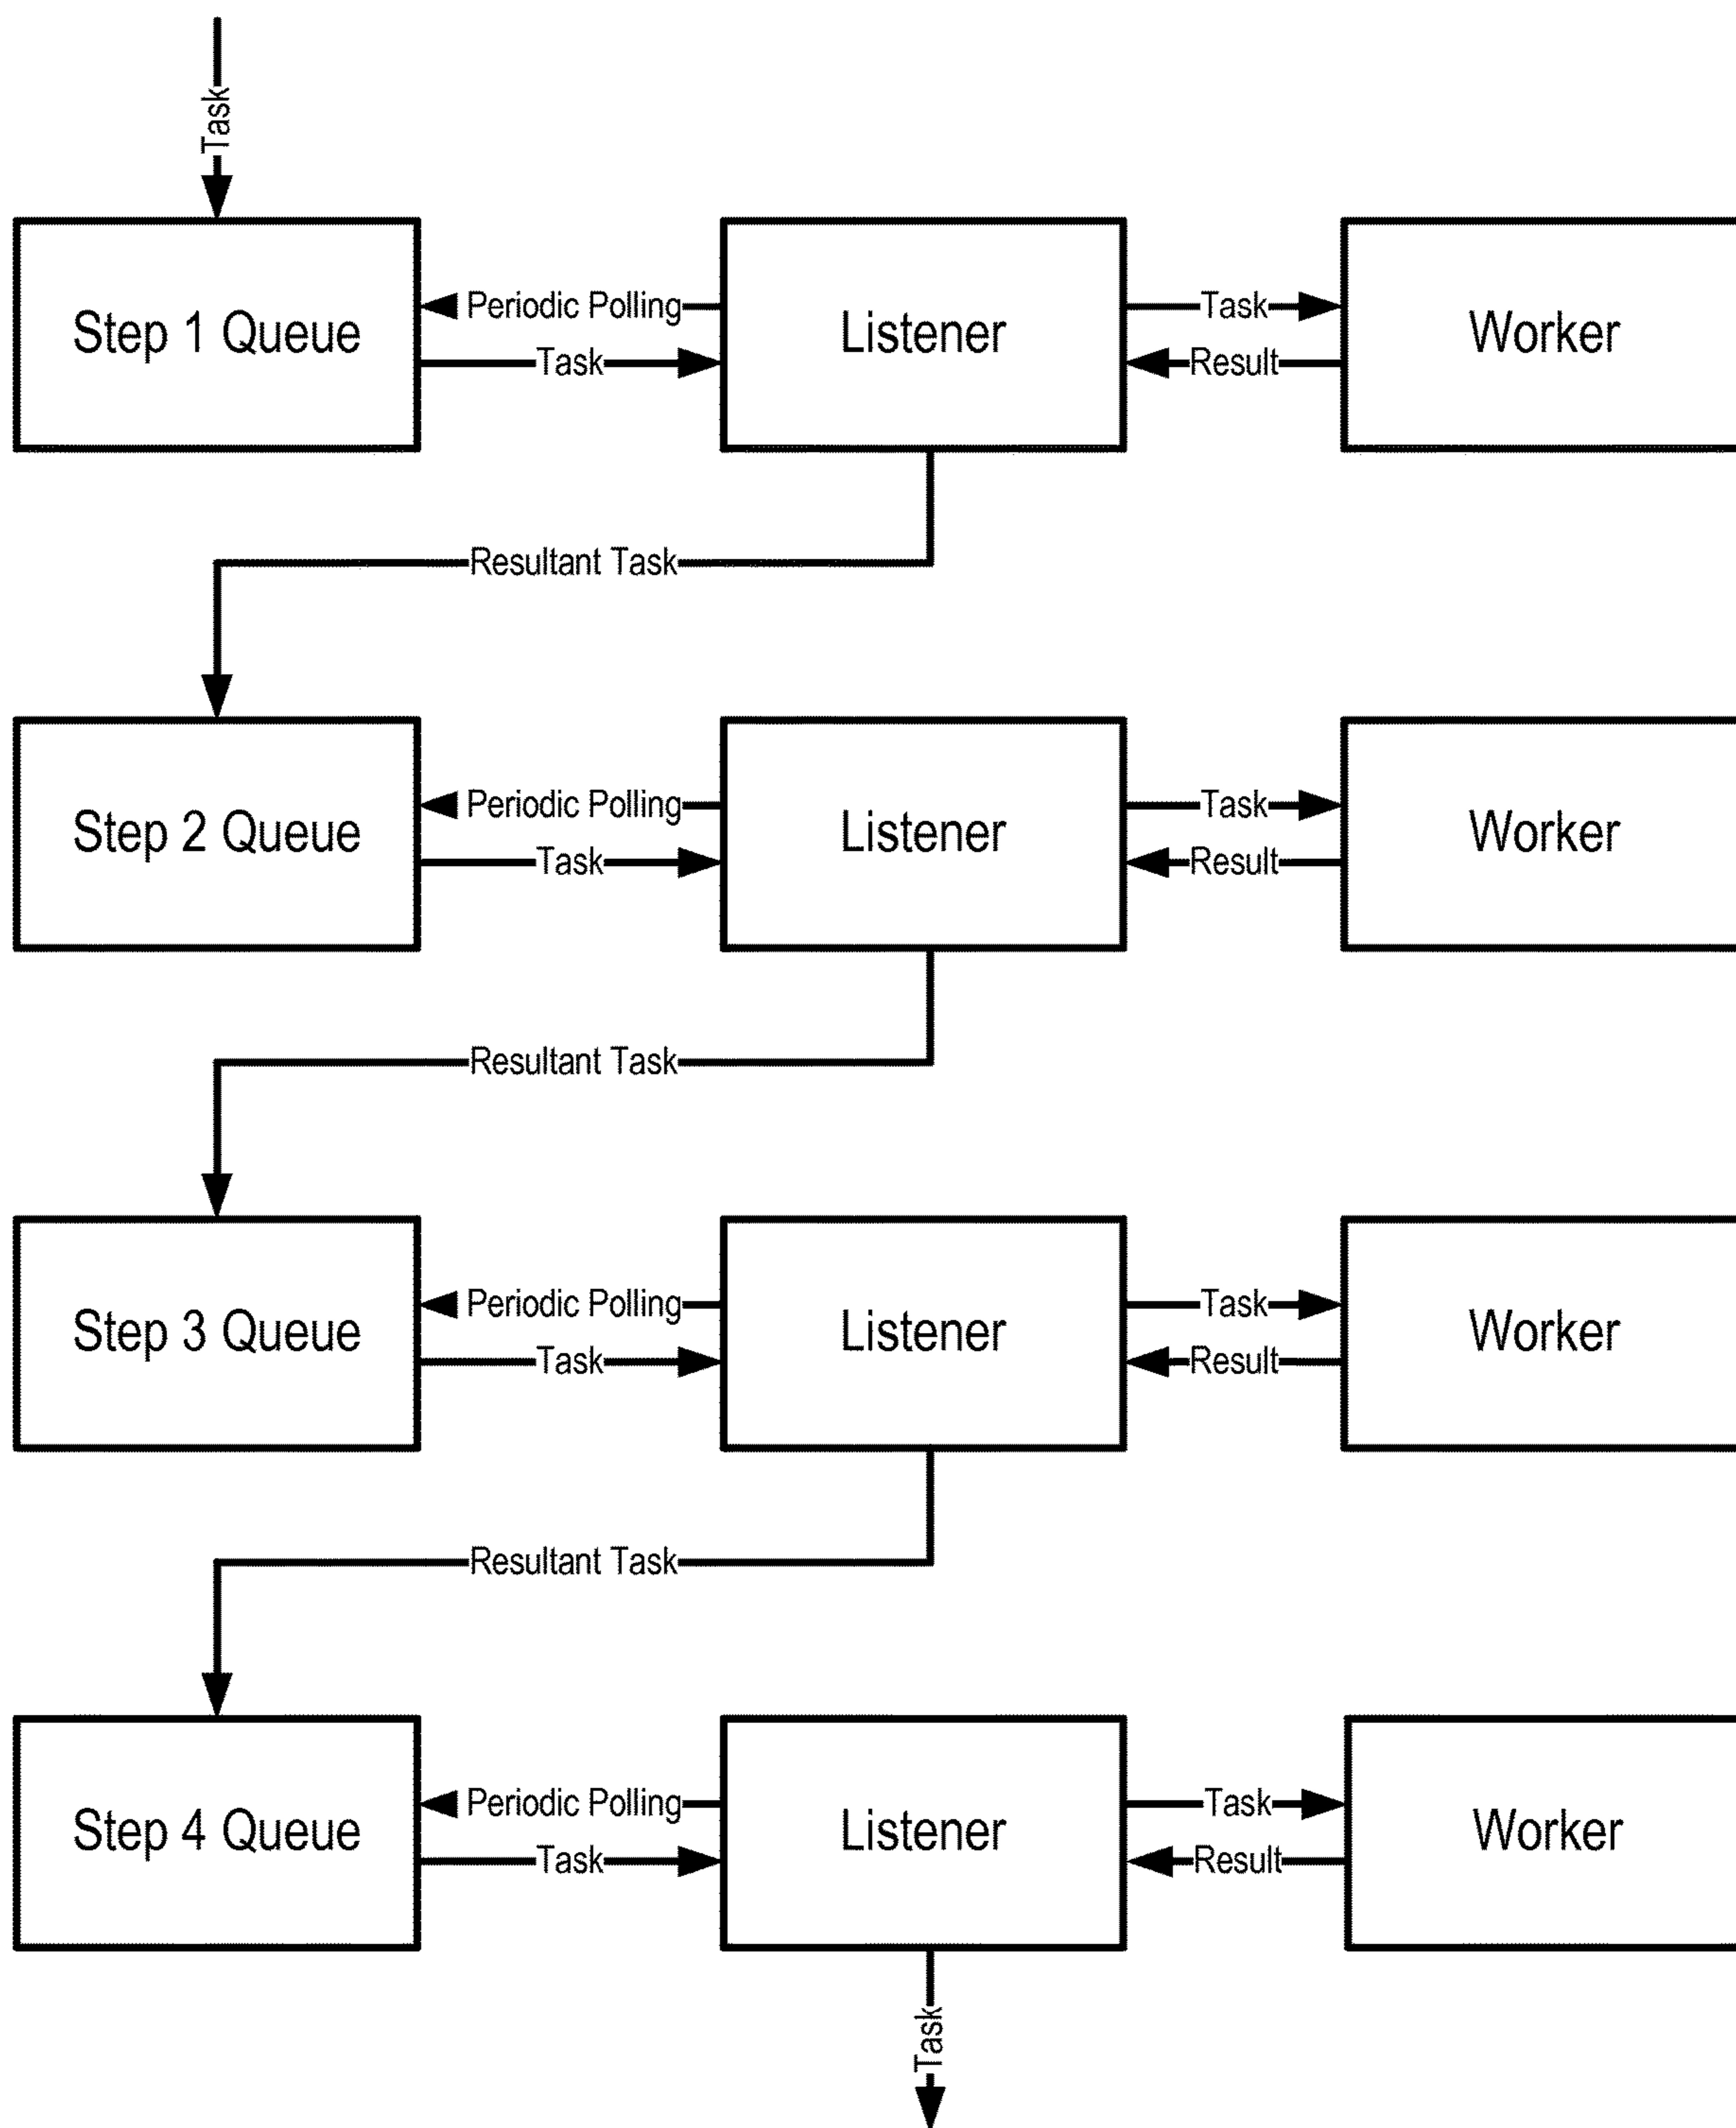 Task
Step 1 Queue
Periodic Polling
Task
Listener
Task
Result
Worker
Resultant Task
Step 2 Queue
Periodic Polling
Task
Listener
Task
Result
Worker
Resultant Task
Step 3 Queue
Periodic Polling
Task
Listener
Task
Result
Worker
Resultant Task
Step 4 Queue
Periodic Polling
Task
Listener
Task
Result
Worker
Task